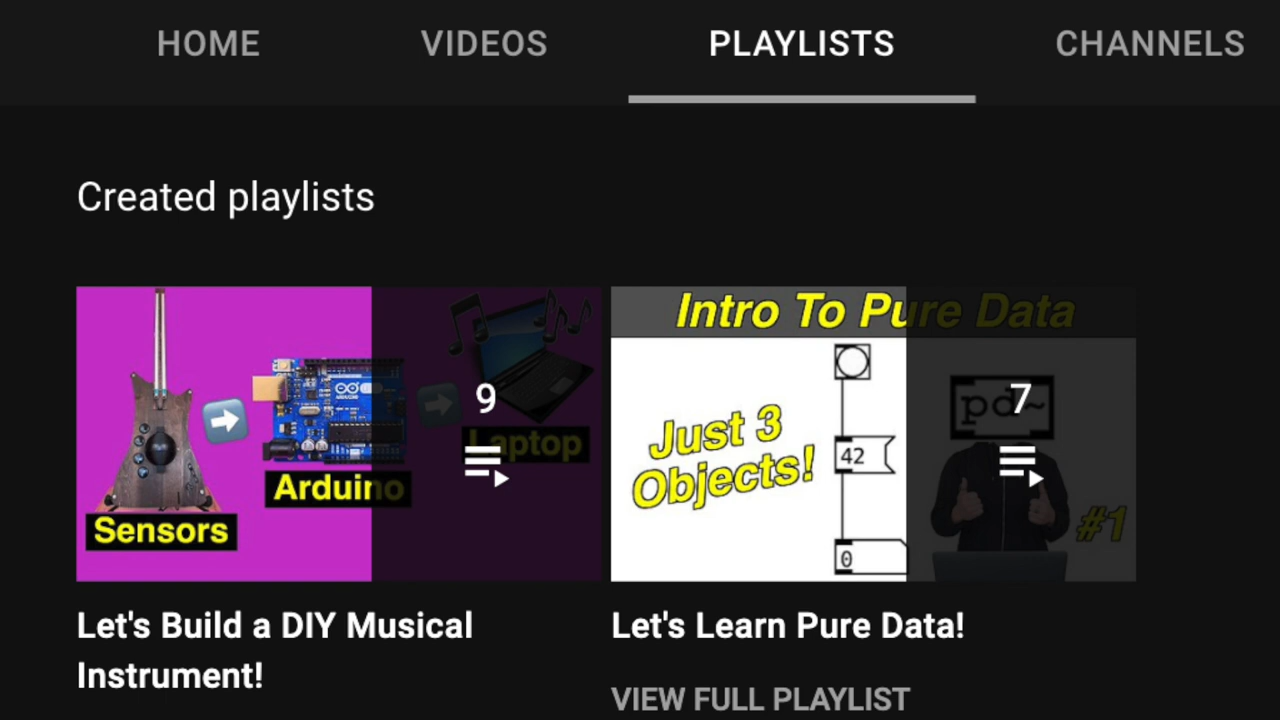 HOME VIDEOS PLAYLISTS CHANNELS
Created playlists
Sensors
Arduino
Laptop
9
Intro To Pure Data
Just 3
Objects!
42
0
pd~
7
#1
Let's Build a DIY Musical
Instrument!
Let's Learn Pure Data!
VIEW FULL PLAYLIST